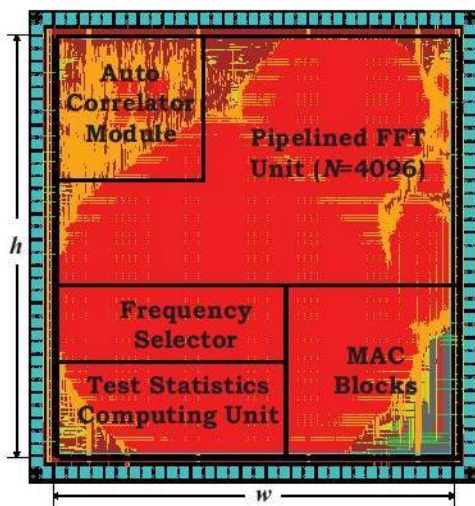 Auto
Correlator
Module
Pipelined FFT
Unit (N=4096)
h
Frequency
Selector
MAC
Blocks
Test Statistics
Computing Unit
w